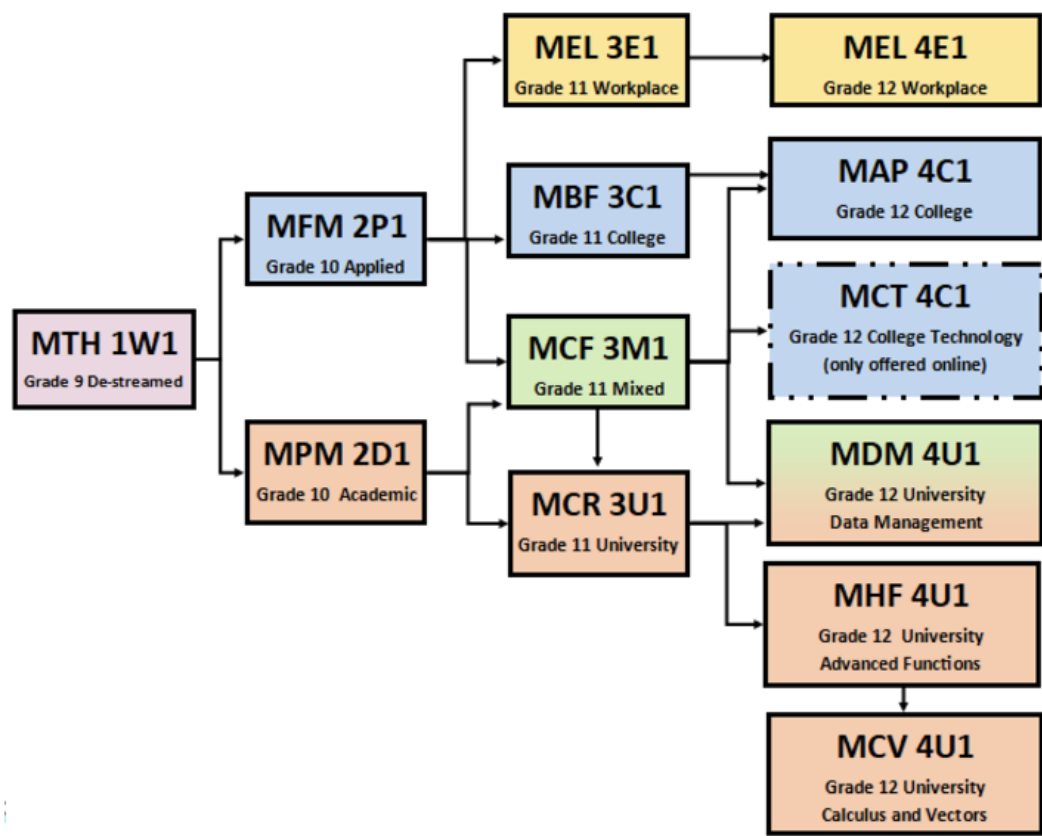 MEL 3E1
Grade 11 Workplace
MEL 4E1
Grade 12 Workplace
MBF 3C1
Grade 11 College
MAP 4C1
Grade 12 College
MFM 2P1
Grade 10 Applied
MCT 4C1
Grade 12 College Technology
(only offered online)
MTH 1W1
Grade 9 De-streamed
MCF 3M1
Grade 11 Mixed
MPM 2D1
Grade 10 Academic
MCR 3U1
Grade 11 University
MDM 4U1
Grade 12 University
Data Management
MHF 4U1
Grade 12 University
Advanced Functions
MCV 4U1
Grade 12 University
Calculus and Vectors